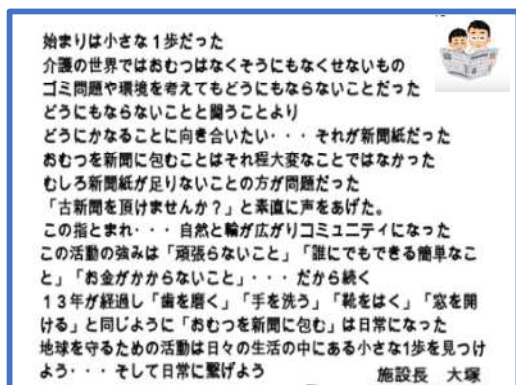 始まりは小さな1歩だった
介護の世界ではおむつはなくそうにもなくせないもの
ゴミ問題や環境を考えてもどうにもならないことだった
どうにもならないことと闘うことより
どうにかなることに向き合いたい・・・それが新聞紙だった
おむつを新聞に包むことはそれ程大変なことではなかった
むしろ新聞紙が足りないことの方が問題だった
「古新聞を頂けませんか?」と素直に声をあげた。
この指とまれ・・・自然と輪が広がりコミュニティになった
この活動の強みは「頑張らないこと」「誰にでもできる簡単なこ
と」「お金がかからないこと」・・・だから続く
13年が経過し「歯を磨く」「手を洗う」「靴をはく」「窓を開
ける」と同じように「おむつを新聞に包む」は日常になった
地球を守るための活動は日々の生活の中にある小さな1歩を見つけ
よう・・・そして日常に繋げよう 施設長 大塚